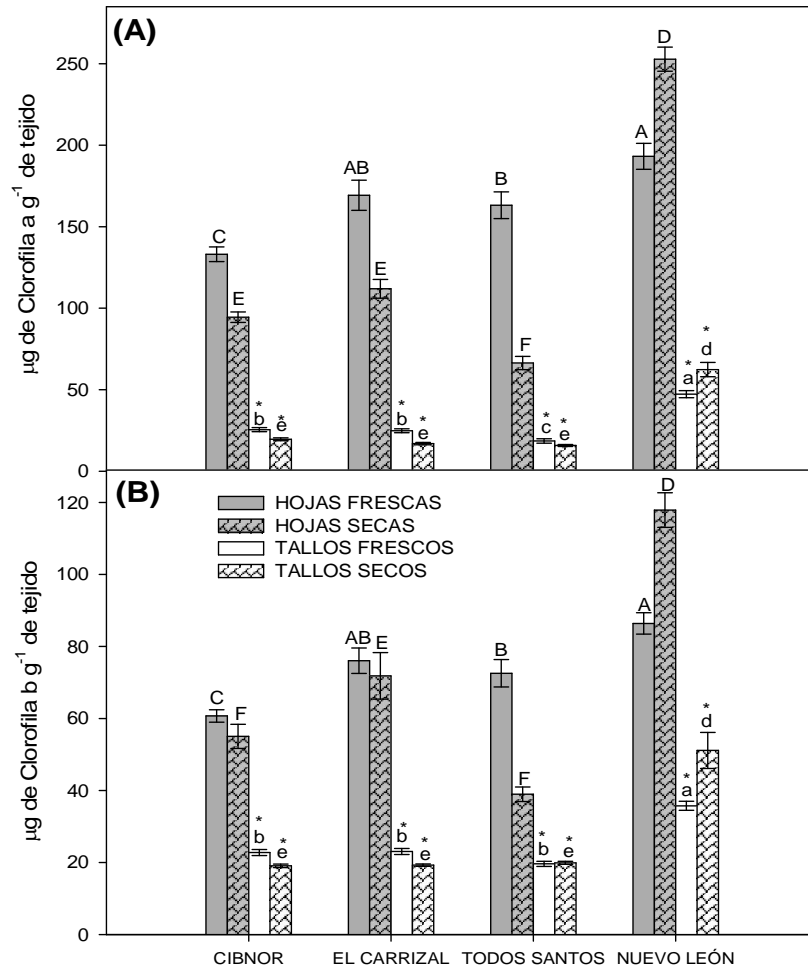 (A)
µg de Clorofila a g⁻¹ de tejido
250
200
150
100
50
0
C
E
*
b
*
e
AB
E
*
b
*
e
B
F
*
c
*
e
A
D
*
a
*
d
(B)
µg de Clorofila b g⁻¹ de tejido
120
100
80
60
40
20
0
HOJAS FRESCAS
HOJAS SECAS
TALLOS FRESCOS
TALLOS SECOS
C
F
*
b
*
e
AB
E
*
b
*
e
B
F
*
b
*
e
A
D
*
a
*
d
CIBNOR EL CARRIZAL TODOS SANTOS NUEVO LEÓN